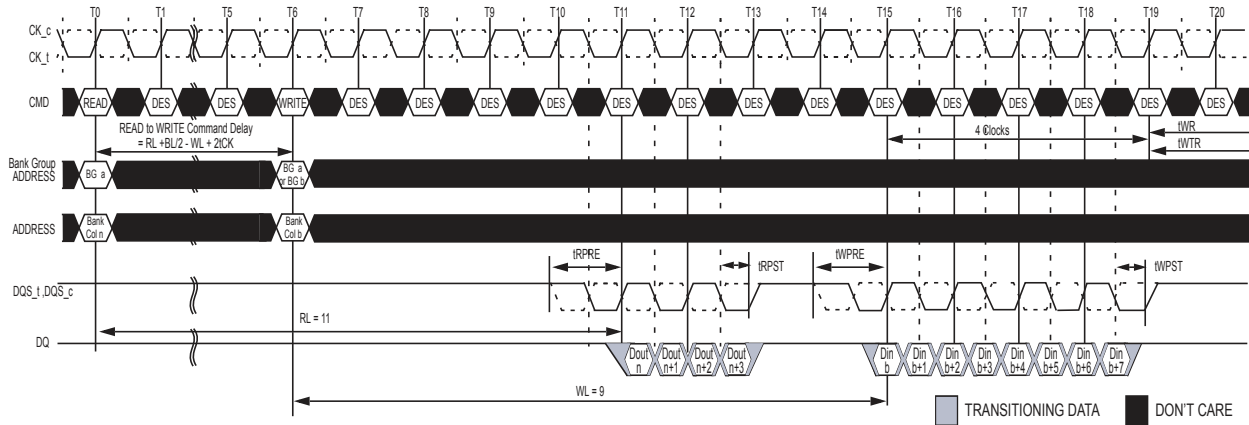 T0 T1 T5 T6 T7 T8 T9 T10 T11 T12 T13 T14 T15 T16 T17 T18 T19 T20
CK_c
CK_t
CMD READ DES DES WRITE DES DES DES DES DES DES DES DES DES DES DES DES DES DES
READ to WRITE Command Delay
= RL +BL/2 - WL + 2tCK
4 Clocks
tWR
tWTR
Bank Group
ADDRESS
BG a
BG a
or BG b
ADDRESS
Bank
Col n
Bank
Col b
tRPRE tRPST tWPRE tWPST
DQS_t ,DQS_c
RL = 11
DQ
Dout
n
Dout
n+1
Dout
n+2
Dout
n+3
Din
b
Din
b+1
Din
b+2
Din
b+3
Din
b+4
Din
b+5
Din
b+6
Din
b+7
WL = 9
TRANSITIONING DATA DON'T CARE